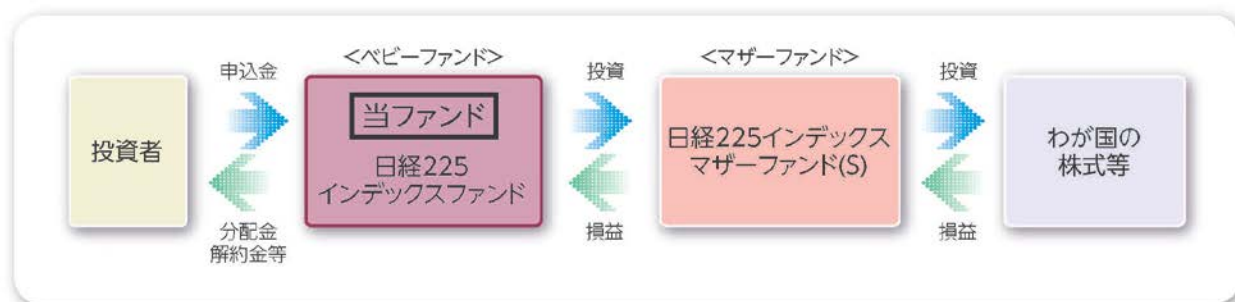 投資者
申込金
分配金
解約金等
<ベビーファンド>
当ファンド
日経225
インデックスファンド
投資
損益
<マザーファンド>
日経225インデックス
マザーファンド(S)
投資
損益
わが国の
株式等